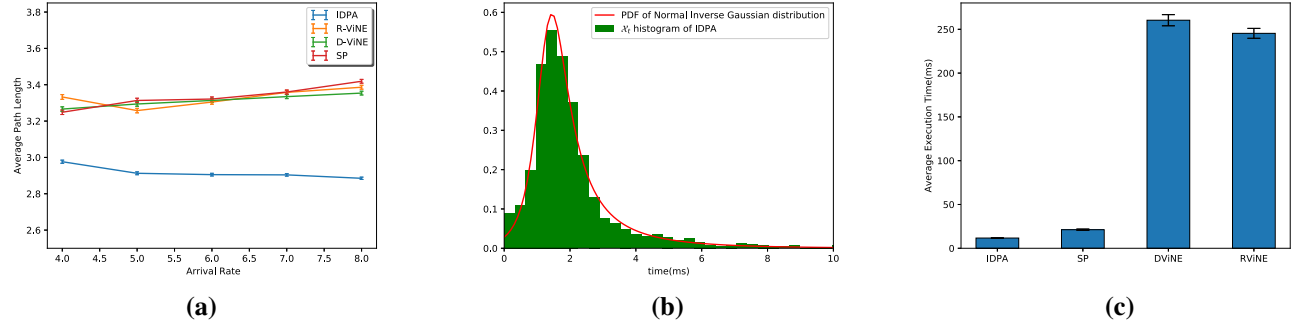 3.8
3.6
3.4
3.2
3.0
2.8
2.6
Average Path Length
4.0 4.5 5.0 5.5 6.0 6.5 7.0 7.5 8.0
Arrival Rate
IDPA
R-ViNE
D-ViNE
SP
(a)
0.6
0.5
0.4
0.3
0.2
0.1
0.0
0 2 4 6 8 10
time(ms)
PDF of Normal Inverse Gaussian distribution
𝒳t histogram of IDPA
(b)
250
200
150
100
50
0
Average Execution Time(ms)
IDPA SP DViNE RViNE
(c)